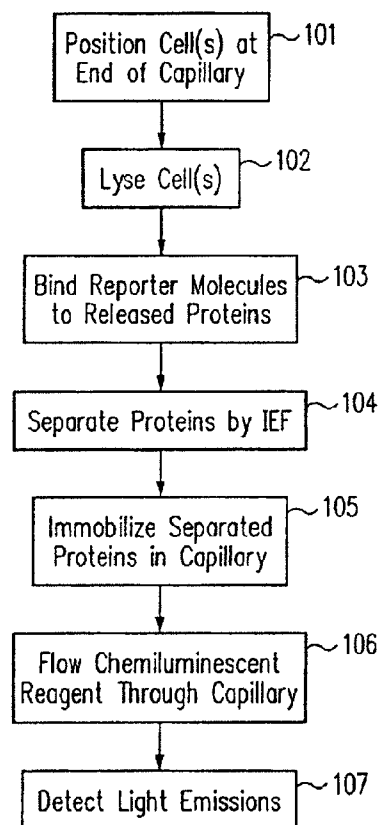 Position Cell(s) at
End of Capillary
101
Lyse Cell(s)
102
Bind Reporter Molecules
to Released Proteins
103
Separate Proteins by IEF
104
Immobilize Separated
Proteins in Capillary
105
Flow Chemiluminescent
Reagent Through Capillary
106
Detect Light Emissions
107